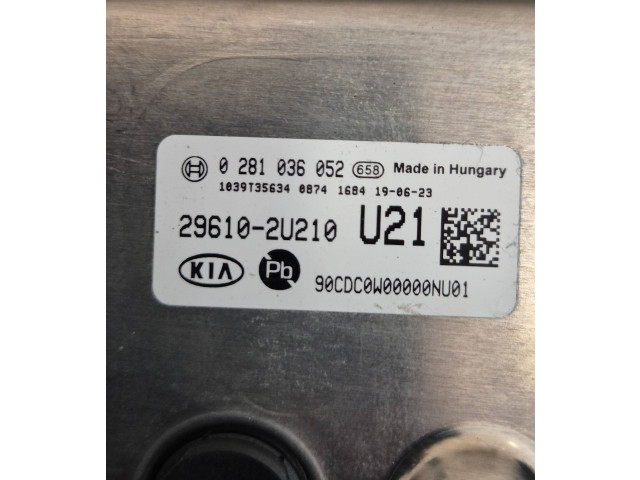 0 281 036 052 658 Made in Hungary
1039T35634 0874 1684 19-06-23
29610-2U210 U21
KIA Pb 90CDC0W00000NU01